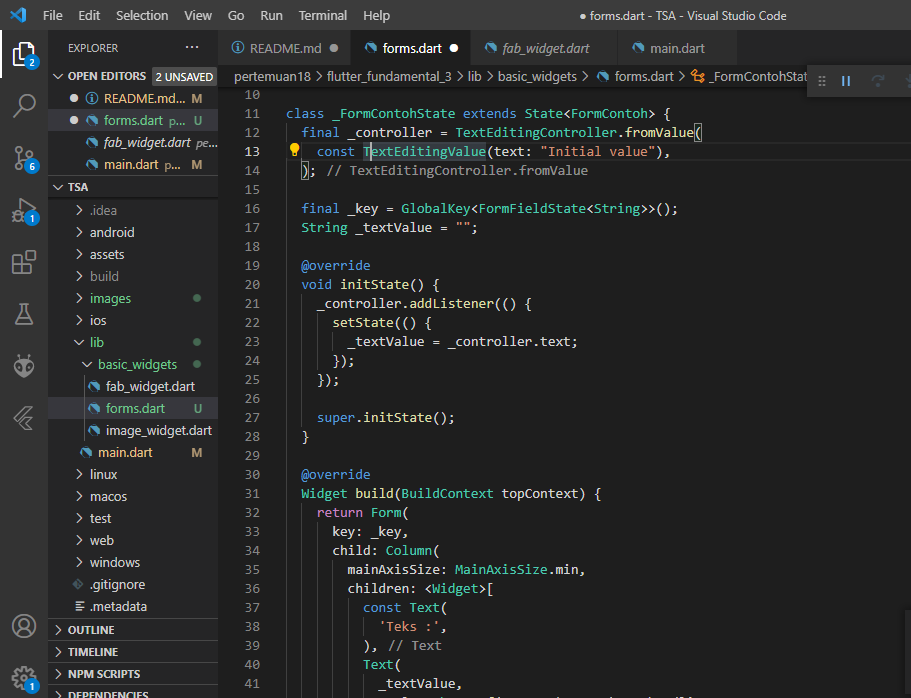 File Edit Selection View Go Run Terminal Help ● forms.dart - TSA - Visual Studio Code
EXPLORER ···
README.md ●
forms.dart ●
fab_widget.dart
main.dart
OPEN EDITORS 2 UNSAVED
pertemuan18 > flutter_fundamental_3 > lib > basic_widgets > forms.dart > _FormContohStat
● README.md... M
● forms.dart p... U
fab_widget.dart pe...
main.dart p... M
TSA
.idea
android
assets
build
images
ios
lib
basic_widgets
fab_widget.dart
forms.dart U
image_widget.dart
main.dart M
linux
macos
test
web
windows
.gitignore
.metadata
OUTLINE
TIMELINE
NPM SCRIPTS
DEPENDENCIES
2
6
1
1
10
11 class _FormContohState extends State<FormContoh> {
12 final _controller = TextEditingController.fromValue(
13 const TextEditingValue(text: "Initial value"),
14 ); // TextEditingController.fromValue
15
16 final _key = GlobalKey<FormFieldState<String>>();
17 String _textValue = "";
18
19 @override
20 void initState() {
21 _controller.addListener(() {
22 setState(() {
23 _textValue = _controller.text;
24 });
25 });
26
27 super.initState();
28 }
29
30 @override
31 Widget build(BuildContext topContext) {
32 return Form(
33 key: _key,
34 child: Column(
35 mainAxisSize: MainAxisSize.min,
36 children: <Widget>[
37 const Text(
38 'Teks :',
39 ), // Text
40 Text(
41 _textValue,